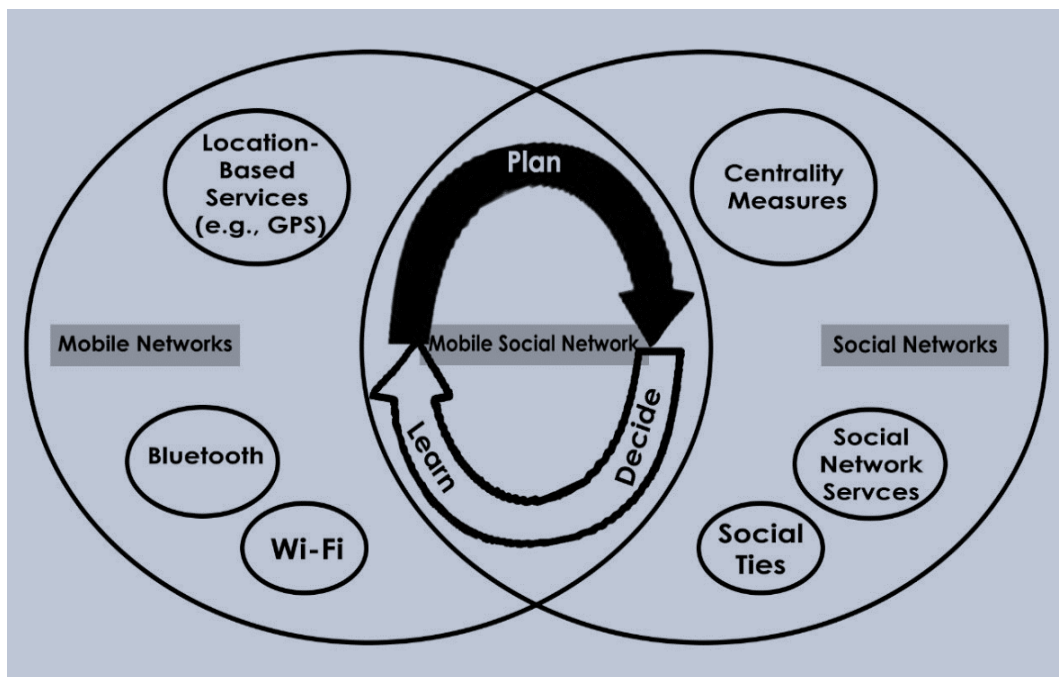 Location-
Based
Services
(e.g., GPS)
Plan
Centrality
Measures
Mobile Networks
Mobile Social Network
Social Networks
Bluetooth
Wi-Fi
Learn
Decide
Social
Network
Servces
Social
Ties